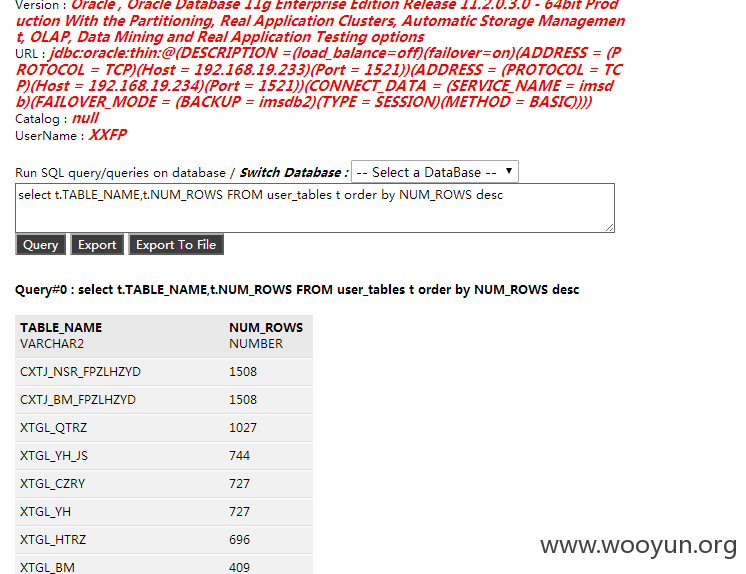 Version : Oracle , Oracle Database 11g Enterprise Edition Release 11.2.0.3.0 - 64bit Prod
uction With the Partitioning, Real Application Clusters, Automatic Storage Managemen
t, OLAP, Data Mining and Real Application Testing options
URL : jdbc:oracle:thin:@(DESCRIPTION =(load_balance=off)(failover=on)(ADDRESS = (P
ROTOCOL = TCP)(Host = 192.168.19.233)(Port = 1521))(ADDRESS = (PROTOCOL = TC
P)(Host = 192.168.19.234)(Port = 1521))(CONNECT_DATA = (SERVICE_NAME = imsd
b)(FAILOVER_MODE = (BACKUP = imsdb2)(TYPE = SESSION)(METHOD = BASIC))))
Catalog : null
UserName : XXFP
Run SQL query/queries on database / Switch Database : -- Select a DataBase --
select t.TABLE_NAME,t.NUM_ROWS FROM user_tables t order by NUM_ROWS desc
Query Export Export To File
Query#0 : select t.TABLE_NAME,t.NUM_ROWS FROM user_tables t order by NUM_ROWS desc
TABLE_NAME NUM_ROWS
VARCHAR2 NUMBER
CXTJ_NSR_FPZLHZYD 1508
CXTJ_BM_FPZLHZYD 1508
XTGL_QTRZ 1027
XTGL_YH_JS 744
XTGL_CZRY 727
XTGL_YH 727
XTGL_HTRZ 696
XTGL_BM 409
www.wooyun.org